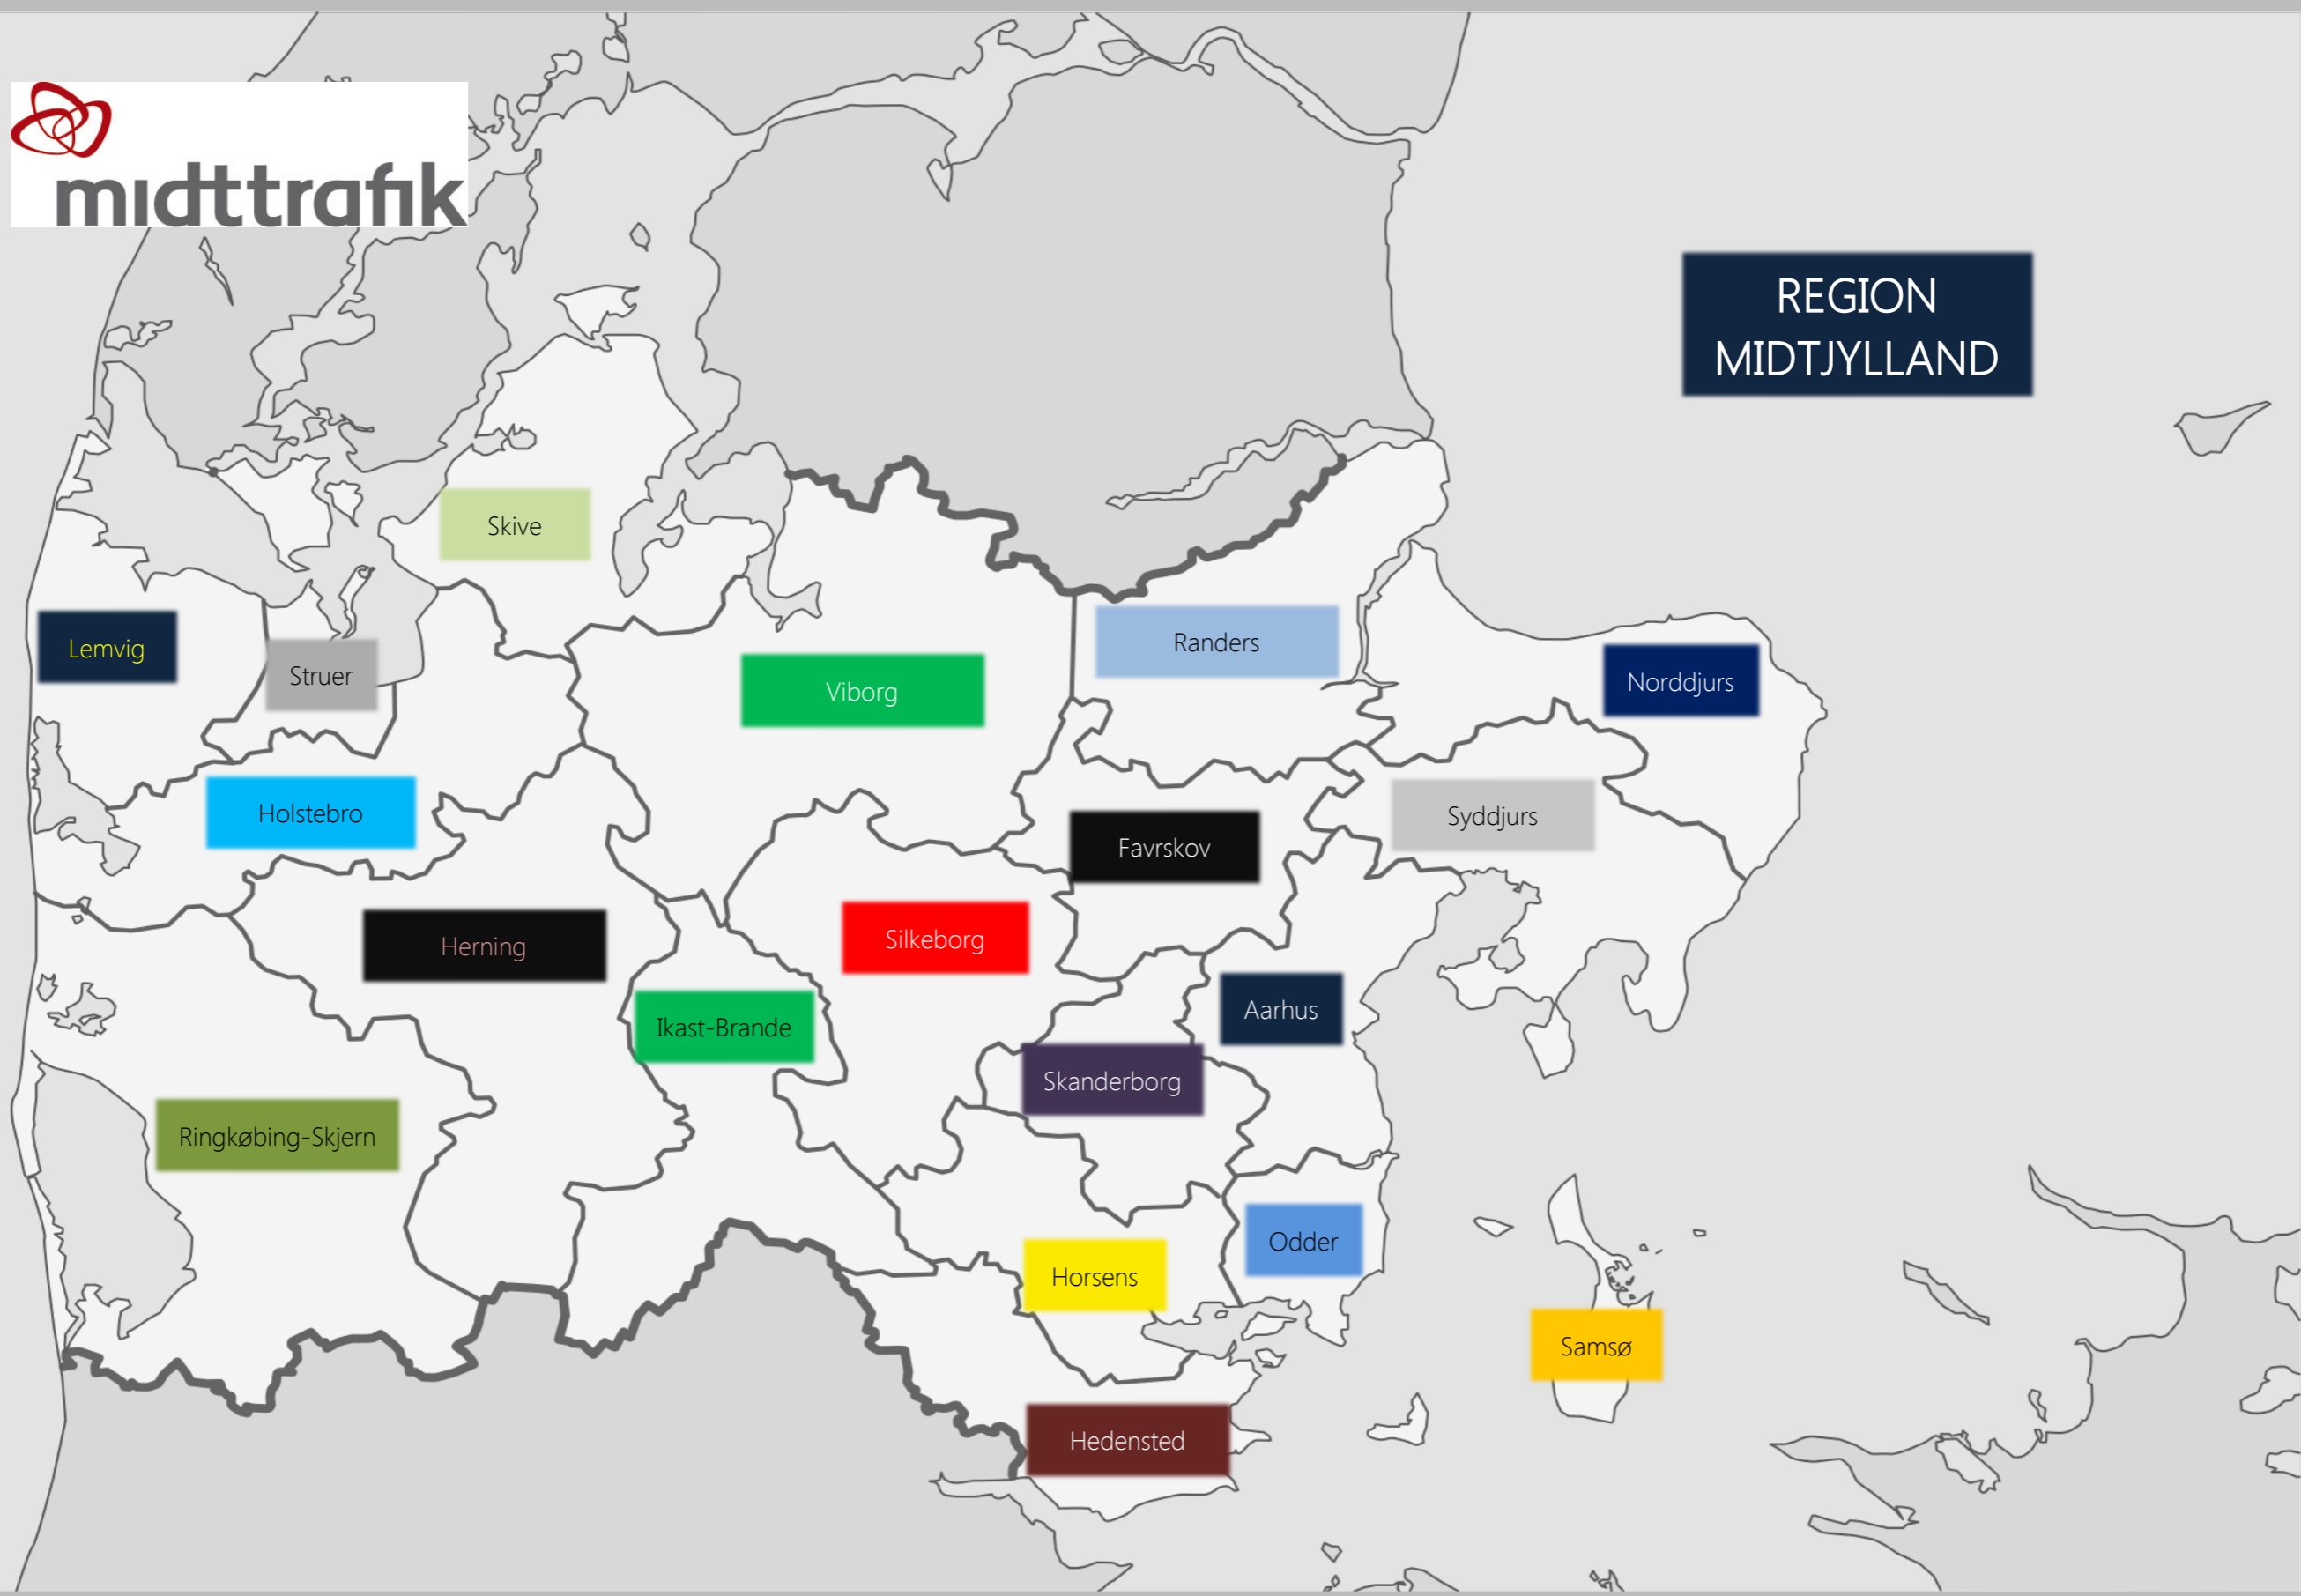 midttrafik
REGION
MIDTJYLLAND
Skive
Lemvig
Struer
Viborg
Randers
Norddjurs
Holstebro
Favrskov
Syddjurs
Herning
Silkeborg
Ikast-Brande
Aarhus
Skanderborg
Ringkøbing-Skjern
Odder
Horsens
Samsø
Hedensted